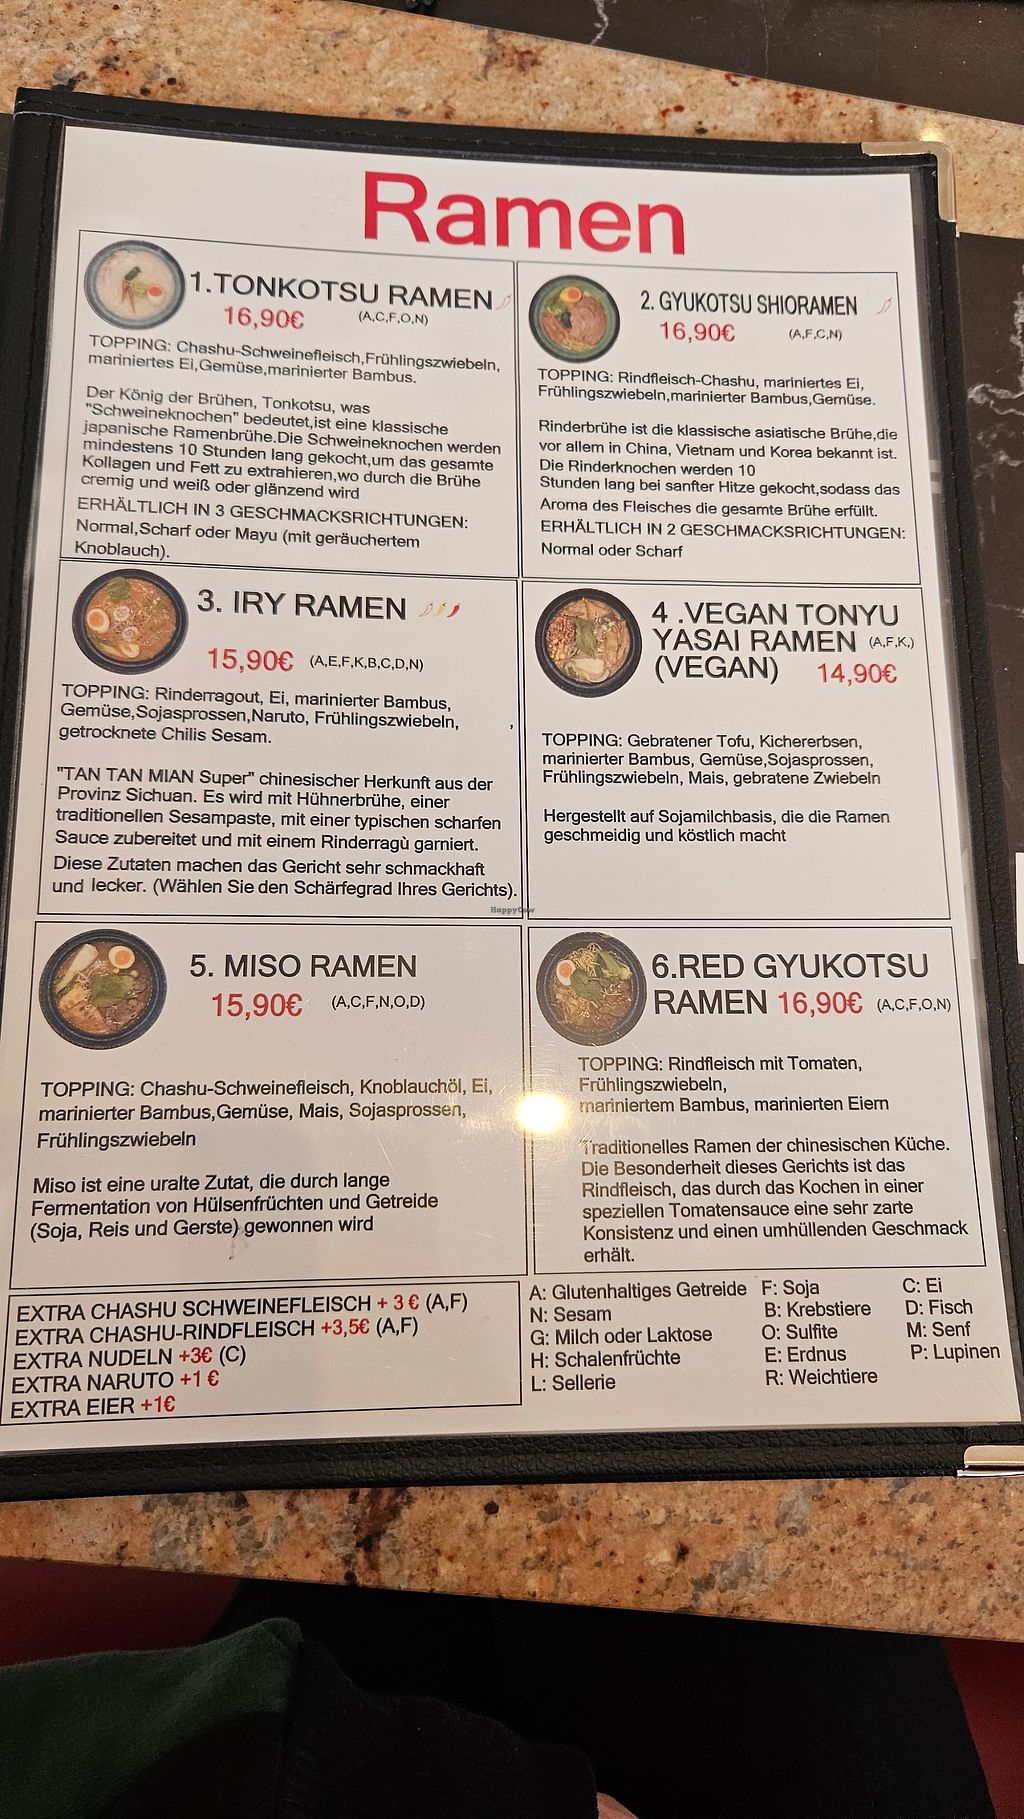 Ramen
1.TONKOTSU RAMEN
16,90€ (A,C,F,O,N)
TOPPING: Chashu-Schweinefleisch,Frühlingszwiebeln,
mariniertes Ei,Gemüse,marinierter Bambus.
Der König der Brühen, Tonkotsu, was
"Schweineknochen" bedeutet,ist eine klassische
japanische Ramenbrühe.Die Schweineknochen werden
mindestens 10 Stunden lang gekocht,um das gesamte
Kollagen und Fett zu extrahieren,wo durch die Brühe
cremig und weiß oder glänzend wird
ERHÄLTLICH IN 3 GESCHMACKSRICHTUNGEN:
Normal,Scharf oder Mayu (mit geräuchertem
Knoblauch).
2. GYUKOTSU SHIORAMEN
16,90€ (A,F,C,N)
TOPPING: Rindfleisch-Chashu, mariniertes Ei,
Frühlingszwiebeln,marinierter Bambus,Gemüse.
Rinderbrühe ist die klassische asiatische Brühe,die
vor allem in China, Vietnam und Korea bekannt ist.
Die Rinderknochen werden 10
Stunden lang bei sanfter Hitze gekocht,sodass das
Aroma des Fleisches die gesamte Brühe erfüllt.
ERHÄLTLICH IN 2 GESCHMACKSRICHTUNGEN:
Normal oder Scharf
3. IRY RAMEN
15,90€ (A,E,F,K,B,C,D,N)
TOPPING: Rinderragout, Ei, marinierter Bambus,
Gemüse,Sojasprossen,Naruto, Frühlingszwiebeln, ,
getrocknete Chilis Sesam.
"TAN TAN MIAN Super" chinesischer Herkunft aus der
Provinz Sichuan. Es wird mit Hühnerbrühe, einer
traditionellen Sesampaste, mit einer typischen scharfen
Sauce zubereitet und mit einem Rinderragù garniert.
Diese Zutaten machen das Gericht sehr schmackhaft
und lecker. (Wählen Sie den Schärfegrad Ihres Gerichts).
4 .VEGAN TONYU
YASAI RAMEN (A,F,K,)
(VEGAN) 14,90€
TOPPING: Gebratener Tofu, Kichererbsen,
marinierter Bambus, Gemüse,Sojasprossen,
Frühlingszwiebeln, Mais, gebratene Zwiebeln
Hergestellt auf Sojamilchbasis, die die Ramen
geschmeidig und köstlich macht
HappyCow
5. MISO RAMEN
15,90€ (A,C,F,N,O,D)
TOPPING: Chashu-Schweinefleisch, Knoblauchöl, Ei,
marinierter Bambus,Gemüse, Mais, Sojasprossen,
Frühlingszwiebeln
Miso ist eine uralte Zutat, die durch lange
Fermentation von Hülsenfrüchten und Getreide
(Soja, Reis und Gerste) gewonnen wird
6.RED GYUKOTSU
RAMEN 16,90€ (A,C,F,O,N)
TOPPING: Rindfleisch mit Tomaten,
Frühlingszwiebeln,
mariniertem Bambus, marinierten Eiern
Traditionelles Ramen der chinesischen Küche.
Die Besonderheit dieses Gerichts ist das
Rindfleisch, das durch das Kochen in einer
speziellen Tomatensauce eine sehr zarte
Konsistenz und einen umhüllenden Geschmack
erhält.
EXTRA CHASHU SCHWEINEFLEISCH + 3 € (A,F)
EXTRA CHASHU-RINDFLEISCH +3,5€ (A,F)
EXTRA NUDELN +3€ (C)
EXTRA NARUTO +1 €
EXTRA EIER +1€
A: Glutenhaltiges Getreide F: Soja C: Ei
N: Sesam B: Krebstiere D: Fisch
G: Milch oder Laktose O: Sulfite M: Senf
H: Schalenfrüchte E: Erdnus P: Lupinen
L: Sellerie R: Weichtiere